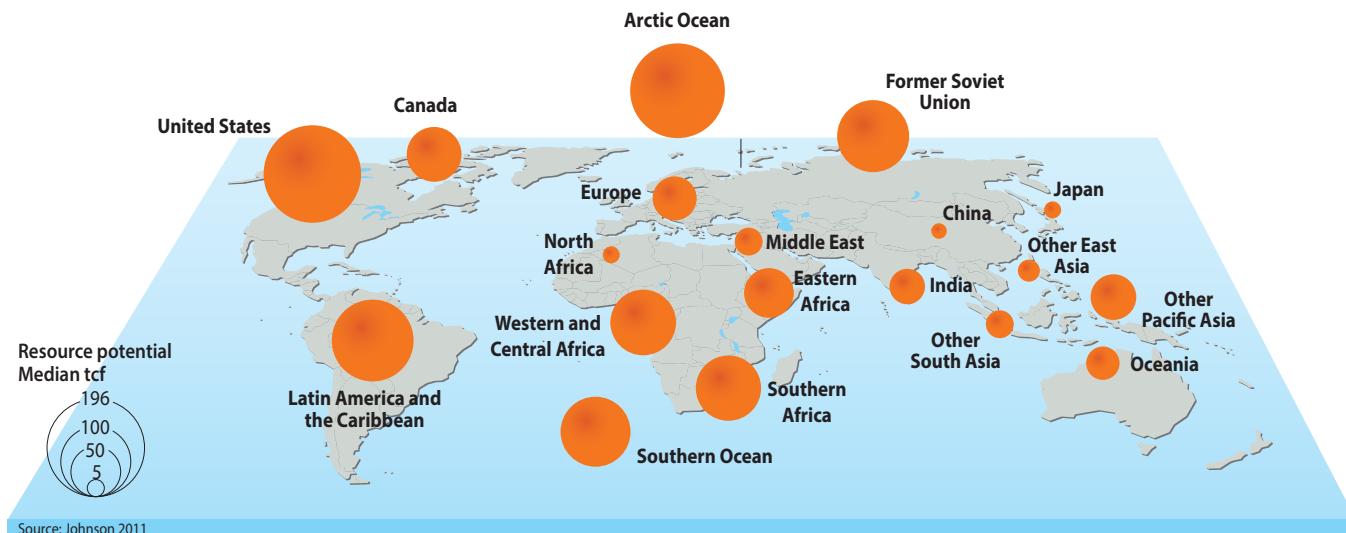 Arctic Ocean
Former Soviet
Union
Canada
United States
Europe
Japan
China
North
Africa
Middle East
Other East
Asia
Eastern
Africa
India
Other
Pacific Asia
Western and
Central Africa
Other
South Asia
Oceania
Resource potential
Median tcf
196
100
50
5
Latin America and
the Caribbean
Southern
Africa
Southern Ocean
Source: Johnson 2011